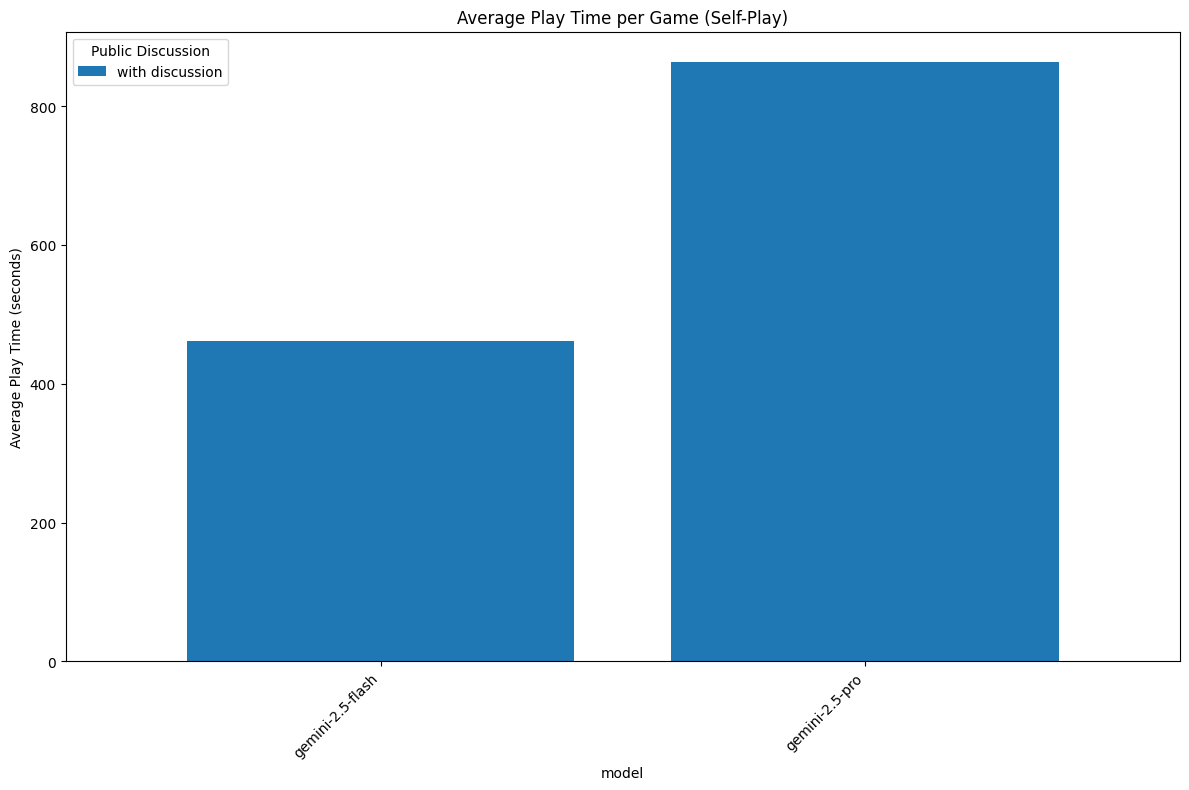 Average Play Time per Game (Self-Play)
Public Discussion
with discussion
Average Play Time (seconds)
800
600
400
200
0
gemini-2.5-flash
gemini-2.5-pro
model